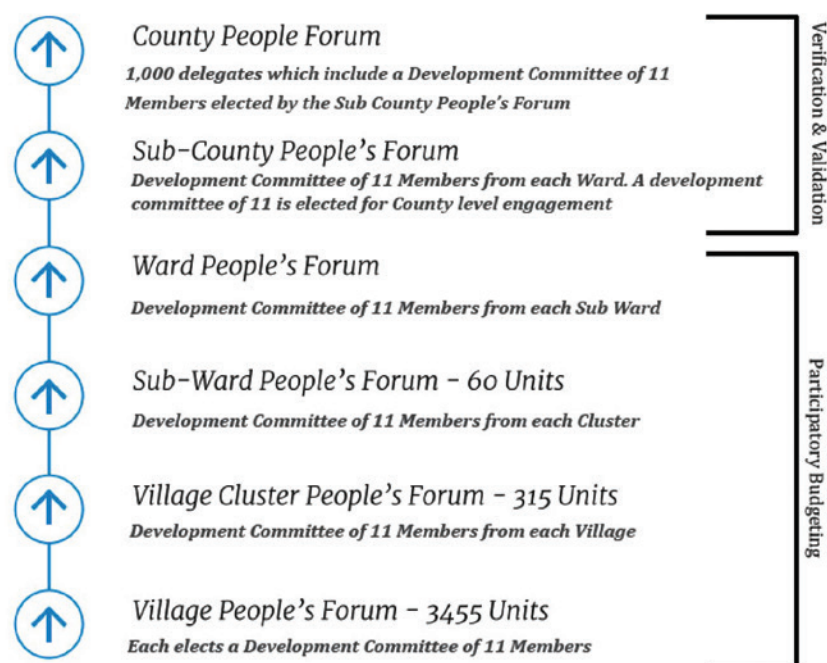 County People Forum
1,000 delegates which include a Development Committee of 11
Members elected by the Sub County People's Forum
Sub-County People's Forum
Development Committee of 11 Members from each Ward. A development
committee of 11 is elected for County level engagement
Verification & Validation
Ward People's Forum
Development Committee of 11 Members from each Sub Ward
Sub-Ward People's Forum - 60 Units
Development Committee of 11 Members from each Cluster
Village Cluster People's Forum - 315 Units
Development Committee of 11 Members from each Village
Village People's Forum - 3455 Units
Each elects a Development Committee of 11 Members
Participatory Budgeting